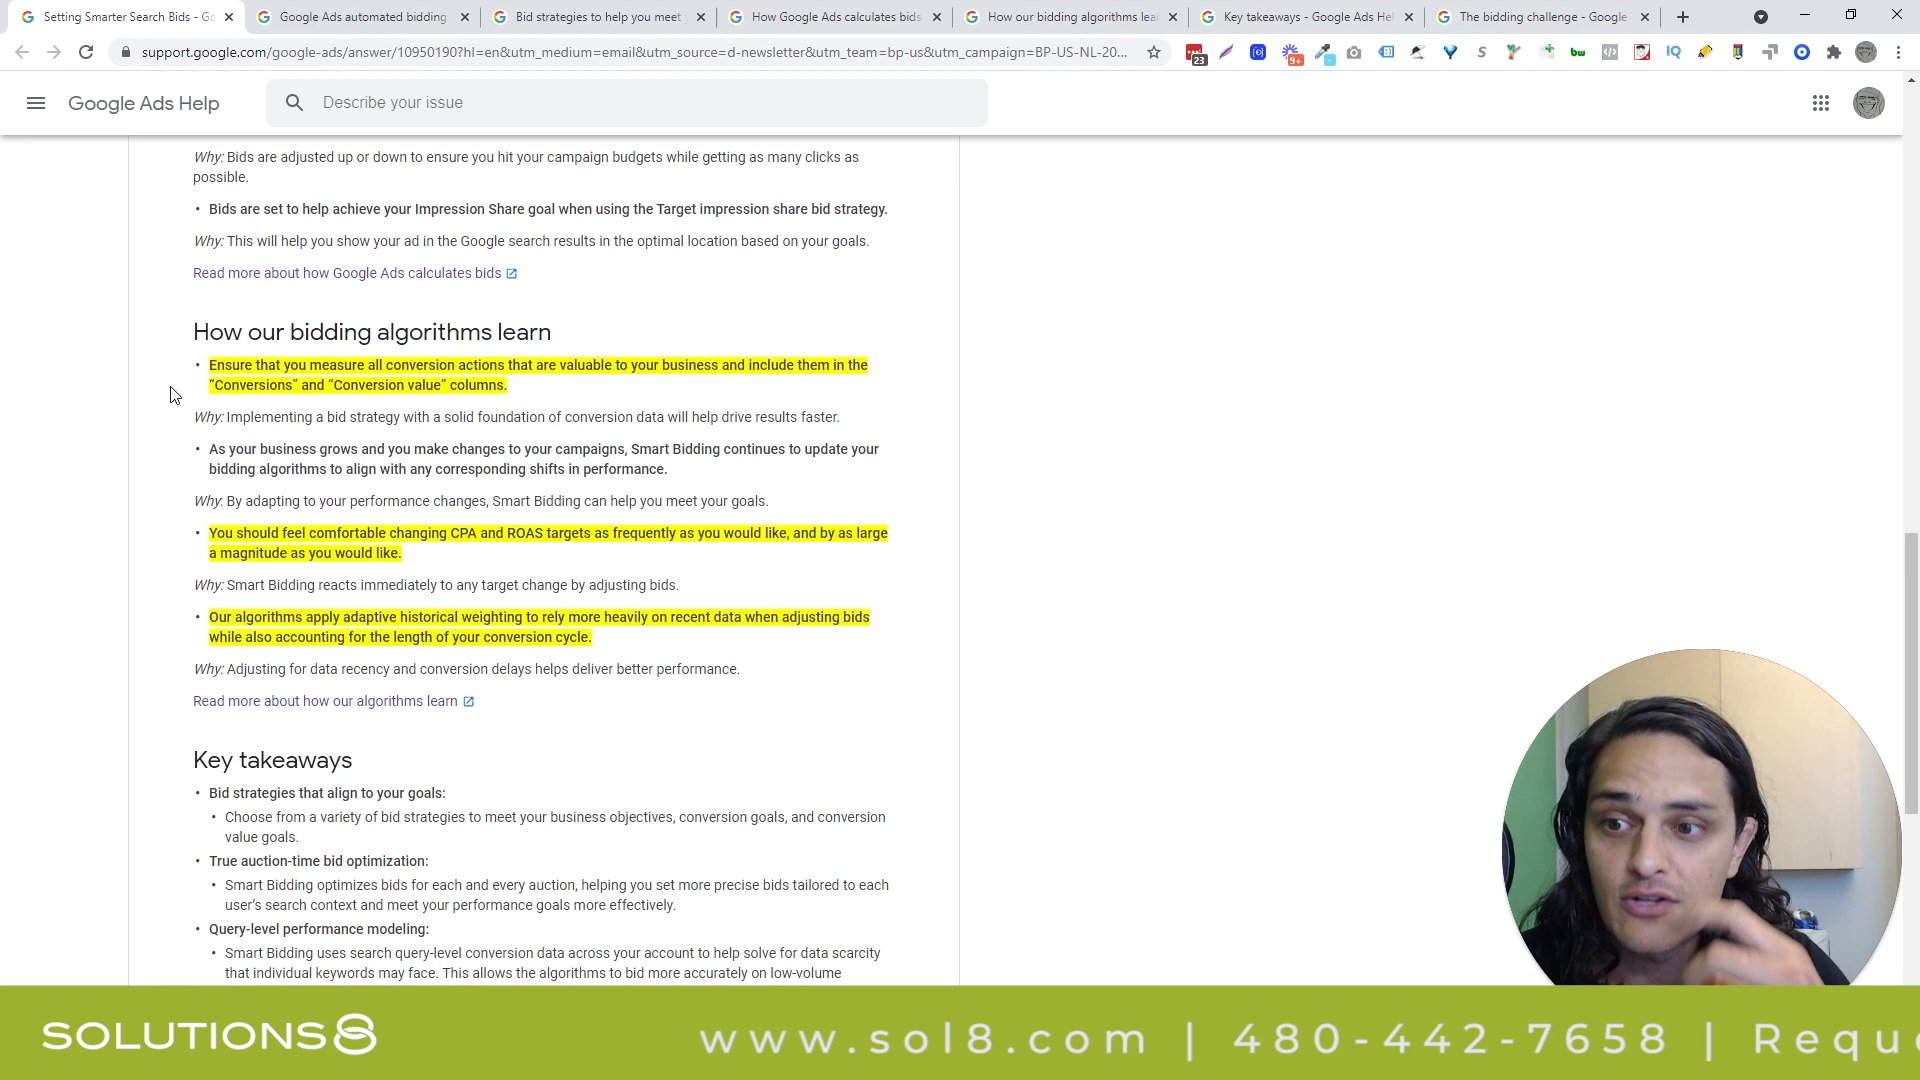 Setting Smarter Search Bids - Go
Google Ads automated bidding
Bid strategies to help you meet
How Google Ads calculates bids
How our bidding algorithms lea
Key takeaways - Google Ads Hel
The bidding challenge - Google
support.google.com/google-ads/answer/10950190?hl=en&utm_medium=email&utm_source=d-newsletter&utm_team=bp-us&utm_campaign=BP-US-NL-20...
23
9+
S
bw
IQ
Google Ads Help
Describe your issue
Why: Bids are adjusted up or down to ensure you hit your campaign budgets while getting as many clicks as
possible.
• Bids are set to help achieve your Impression Share goal when using the Target impression share bid strategy.
Why: This will help you show your ad in the Google search results in the optimal location based on your goals.
Read more about how Google Ads calculates bids
How our bidding algorithms learn
• Ensure that you measure all conversion actions that are valuable to your business and include them in the
“Conversions” and “Conversion value” columns.
Why: Implementing a bid strategy with a solid foundation of conversion data will help drive results faster.
• As your business grows and you make changes to your campaigns, Smart Bidding continues to update your
bidding algorithms to align with any corresponding shifts in performance.
Why: By adapting to your performance changes, Smart Bidding can help you meet your goals.
• You should feel comfortable changing CPA and ROAS targets as frequently as you would like, and by as large
a magnitude as you would like.
Why: Smart Bidding reacts immediately to any target change by adjusting bids.
• Our algorithms apply adaptive historical weighting to rely more heavily on recent data when adjusting bids
while also accounting for the length of your conversion cycle.
Why: Adjusting for data recency and conversion delays helps deliver better performance.
Read more about how our algorithms learn
Key takeaways
• Bid strategies that align to your goals:
• Choose from a variety of bid strategies to meet your business objectives, conversion goals, and conversion
value goals.
• True auction-time bid optimization:
• Smart Bidding optimizes bids for each and every auction, helping you set more precise bids tailored to each
user’s search context and meet your performance goals more effectively.
• Query-level performance modeling:
• Smart Bidding uses search query-level conversion data across your account to help solve for data scarcity
that individual keywords may face. This allows the algorithms to bid more accurately on low-volume
SOLUTIONS8
www.sol8.com | 480-442-7658 | Requ